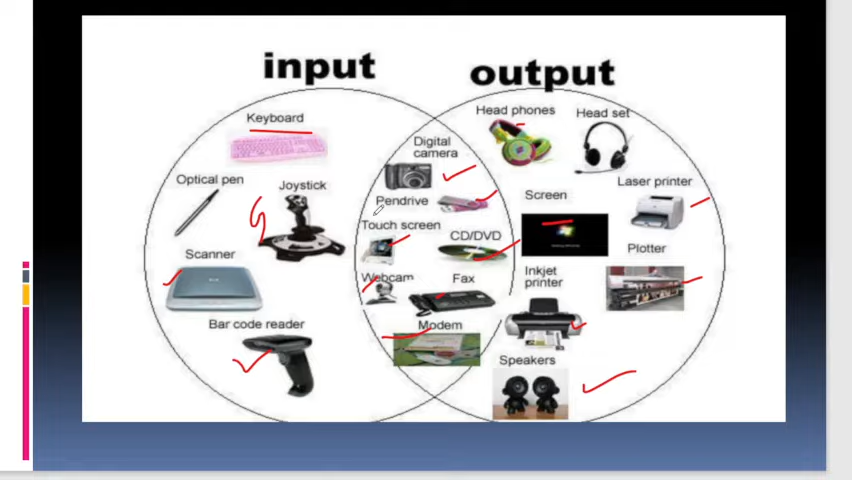 input
output
Keyboard
Optical pen
Joystick
Scanner
Bar code reader
Digital
camera
Pendrive
Touch screen
CD/DVD
Webcam
Fax
Modem
Head phones
Head set
Screen
Laser printer
Plotter
Inkjet
printer
Speakers